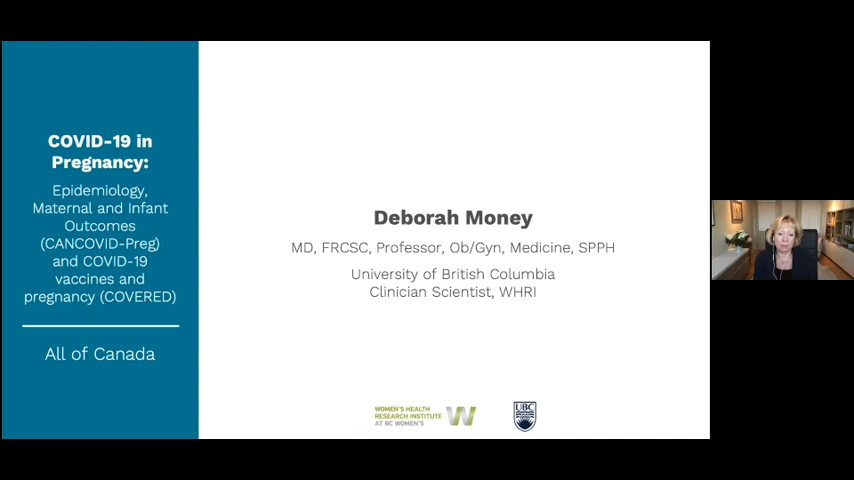 COVID-19 in
Pregnancy:
Epidemiology,
Maternal and Infant
Outcomes
(CANCOVID-Preg)
and COVID-19
vaccines and
pregnancy (COVERED)
All of Canada
Deborah Money
MD, FRCSC, Professor, Ob/Gyn, Medicine, SPPH
University of British Columbia
Clinician Scientist, WHRI
WOMEN'S HEALTH
RESEARCH INSTITUTE
AT BC WOMEN'S
W
UBC